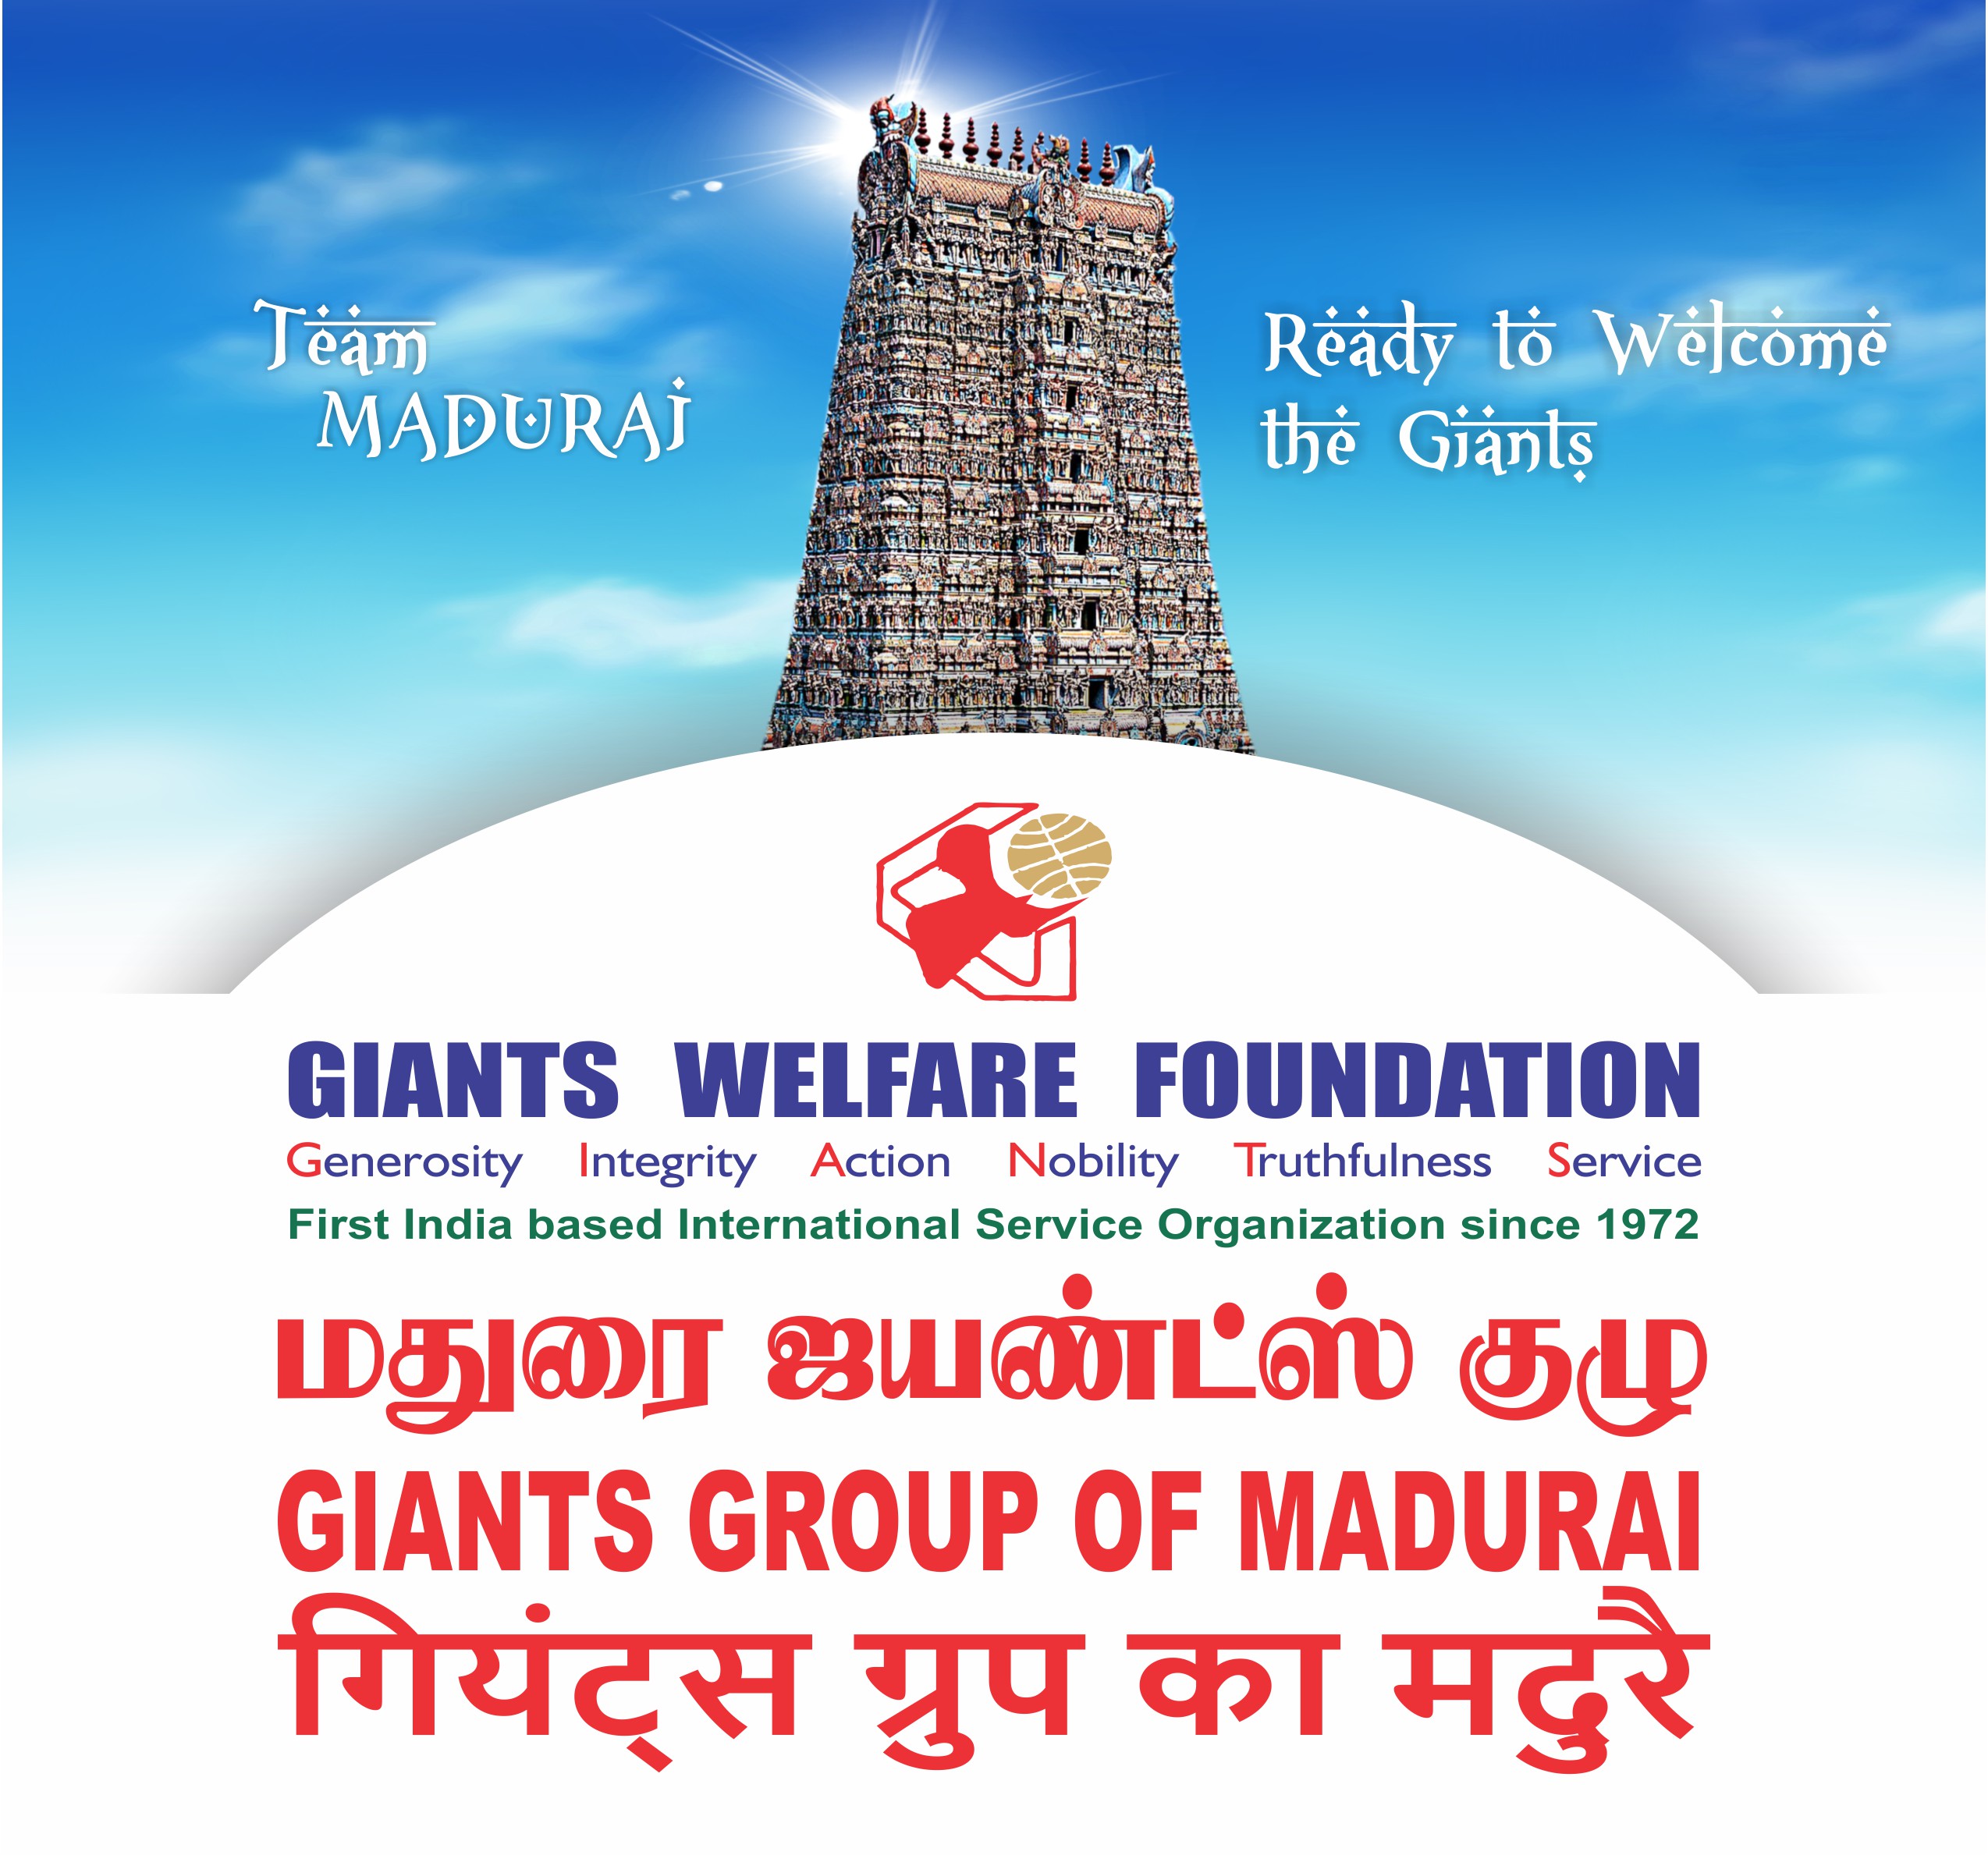 Team
MADURAI
Ready to Welcome
the Giants
GIANTS WELFARE FOUNDATION
Generosity Integrity Action Nobility Truthfulness Service
First India based International Service Organization since 1972
மதுரை ஜயண்ட்ஸ் குழு
GIANTS GROUP OF MADURAI
गियंट्स ग्रुप का मदुरै